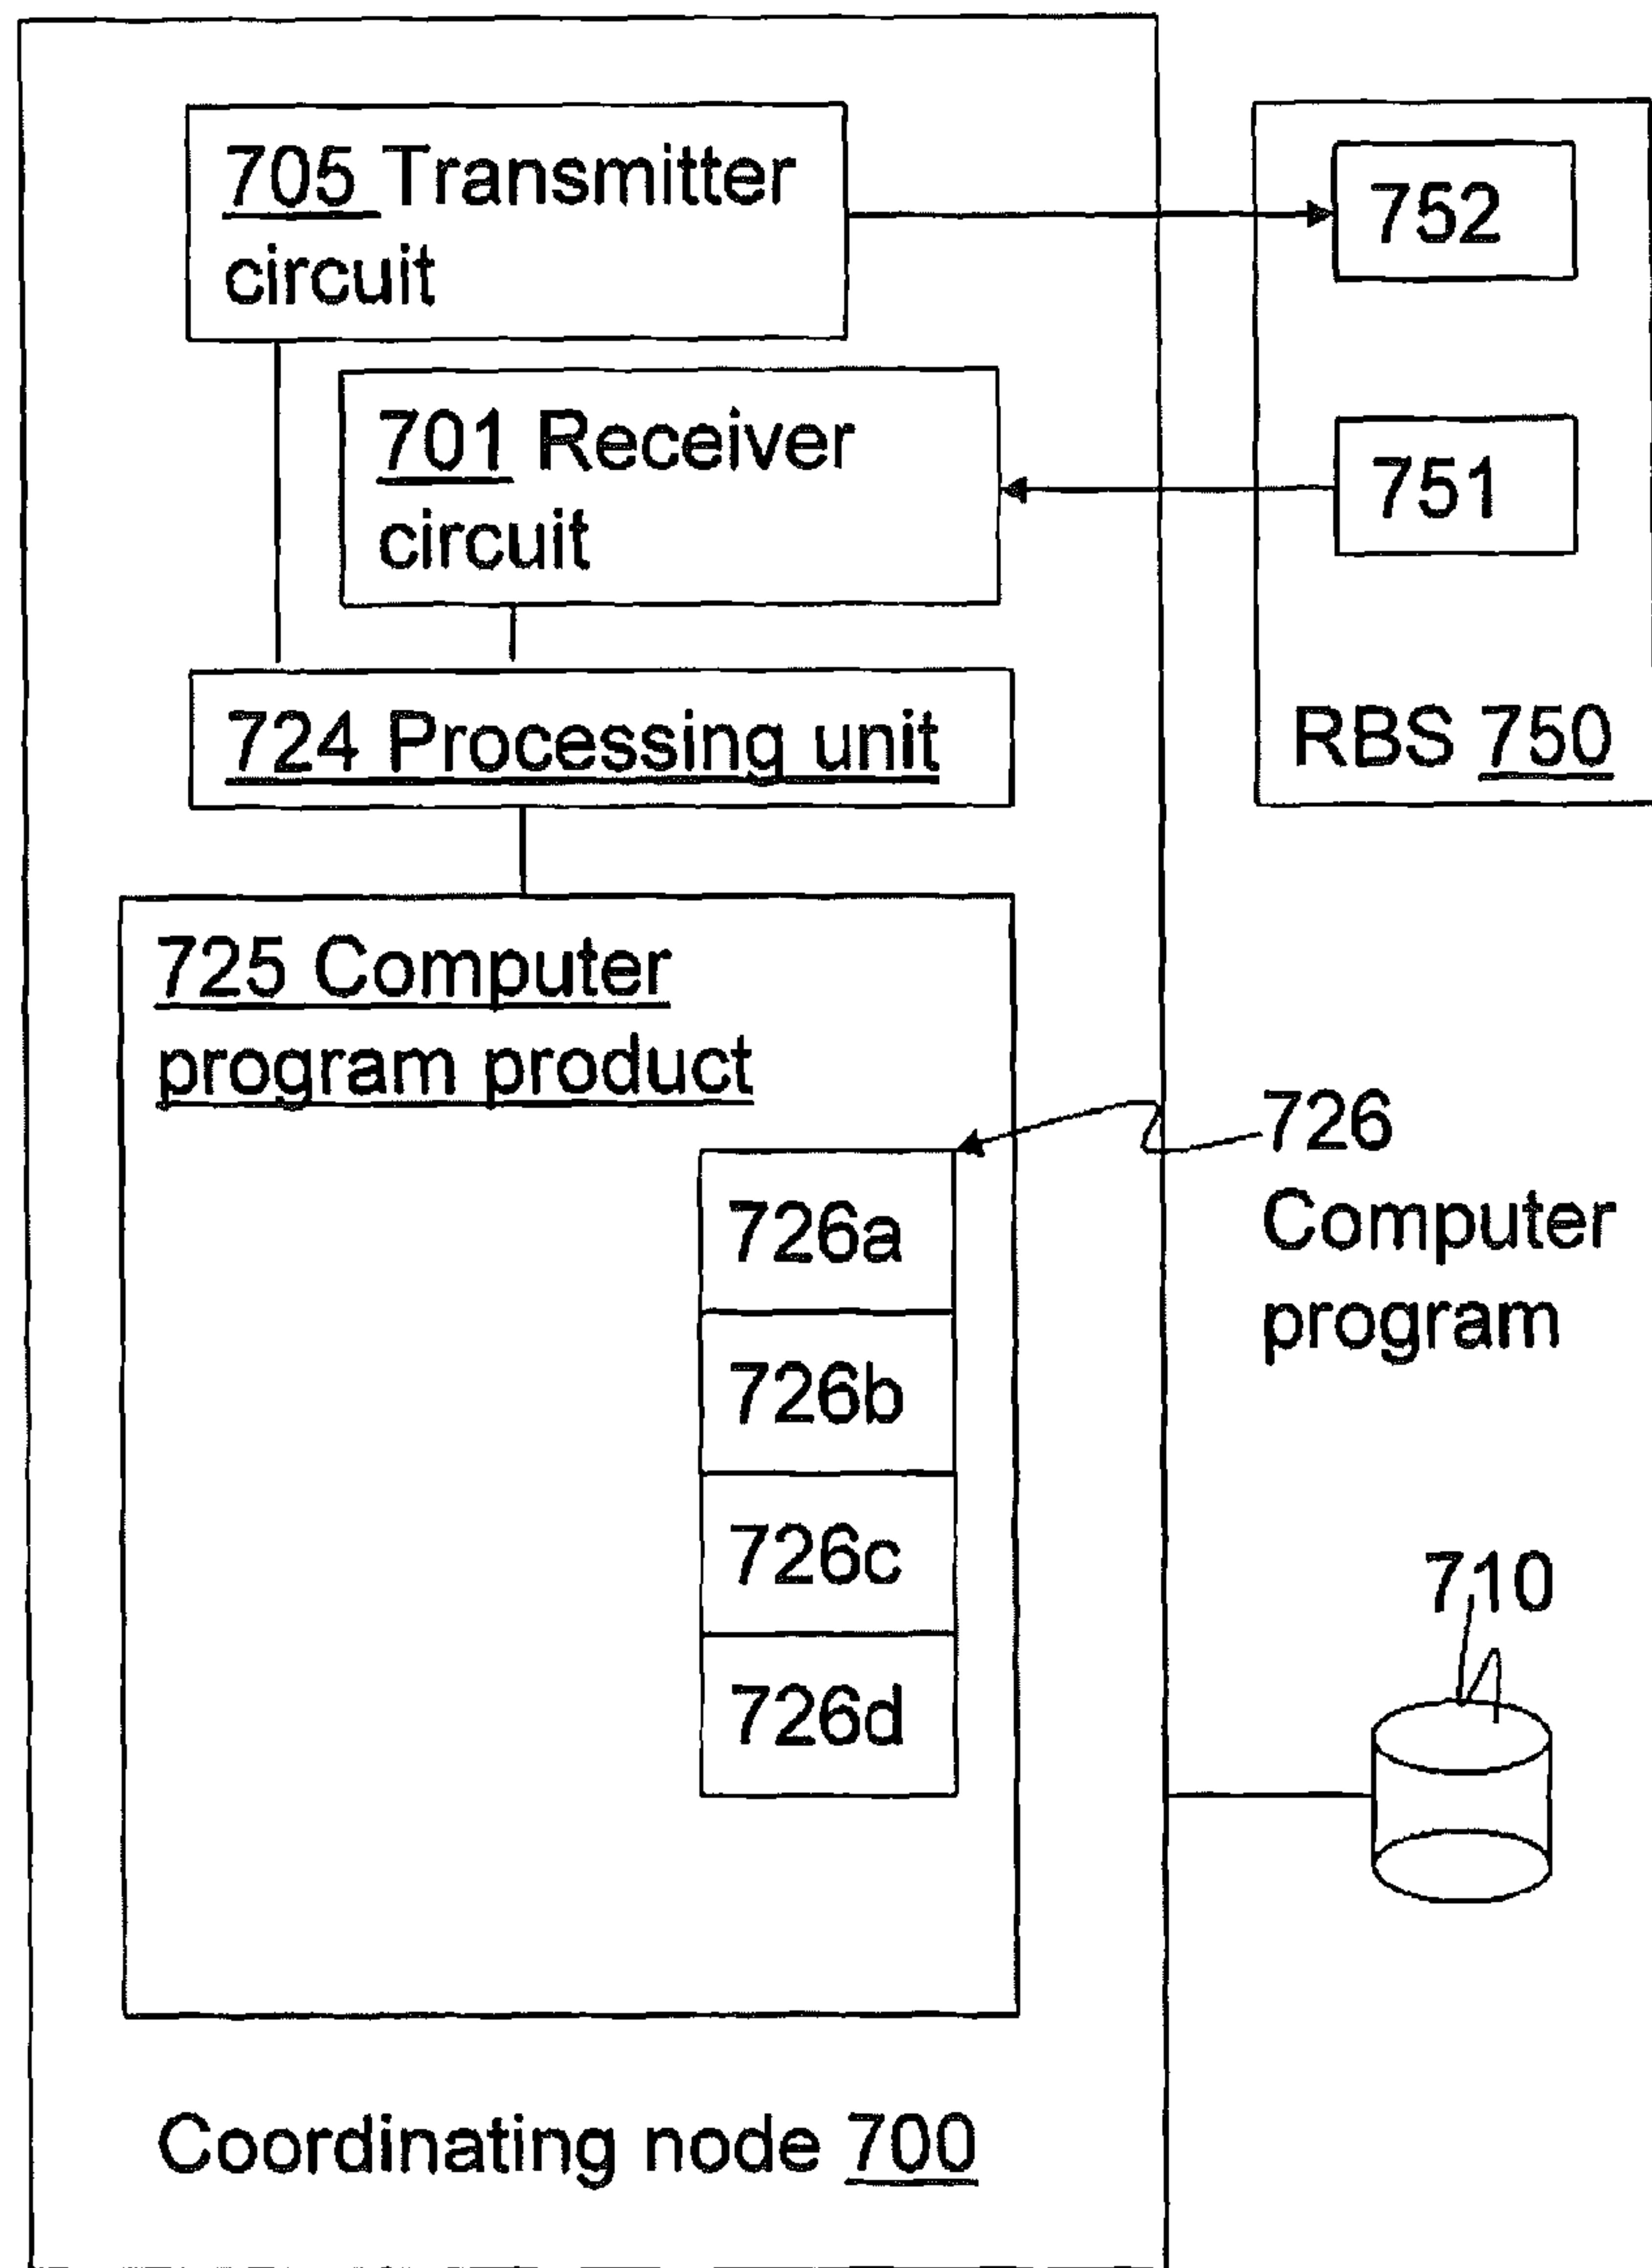 705 Transmitter
circuit
752
701 Receiver
circuit
751
724 Processing unit
RBS 750
725 Computer
program product
726
Computer
program
726a
726b
726c
726d
710
Coordinating node 700